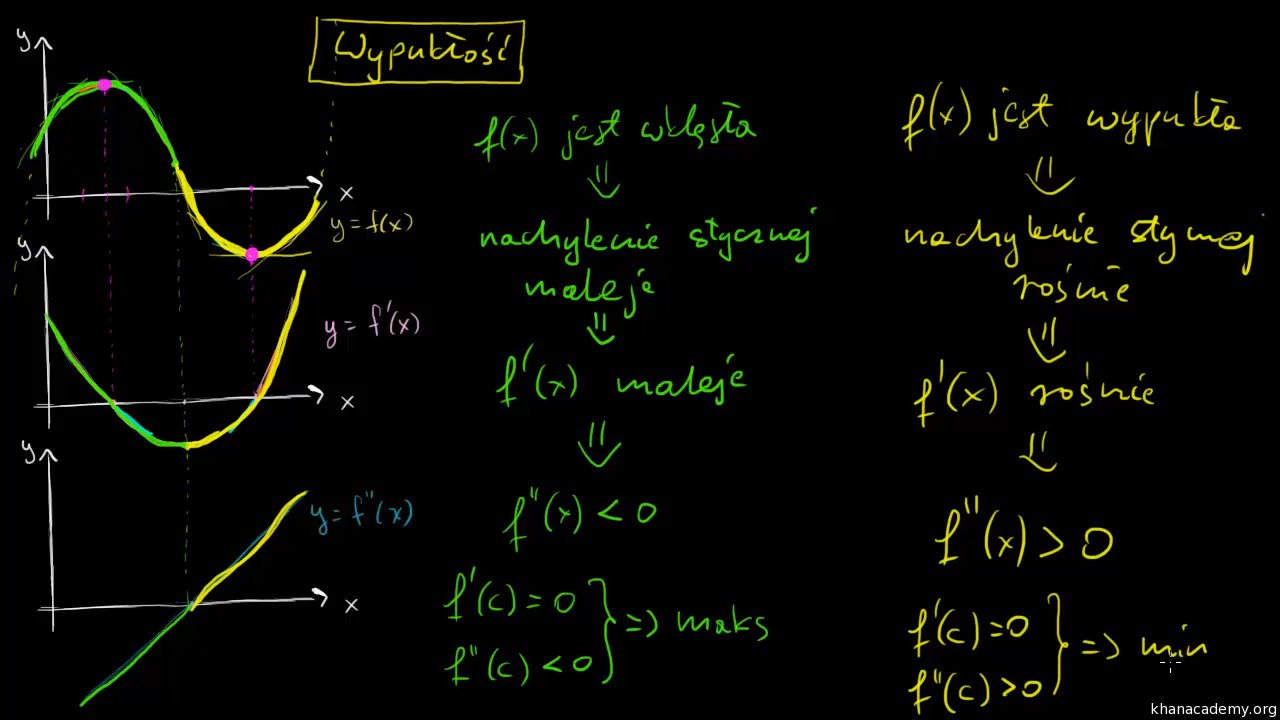 Wypukłość
y
x
y = f(x)
y
y = f'(x)
x
y
y = f''(x)
x
f(x) jest wklęsła
⇓
nachylenie stycznej
maleje
⇓
f'(x) maleje
⇓
f''(x) < 0
f'(c) = 0
f''(c) < 0
} => maks
f(x) jest wypukła
⇓
nachylenie stycznej
rośnie
⇓
f'(x) rośnie
⇓
f''(x) > 0
f'(c) = 0
f''(c) > 0
} => min
khanacademy.org